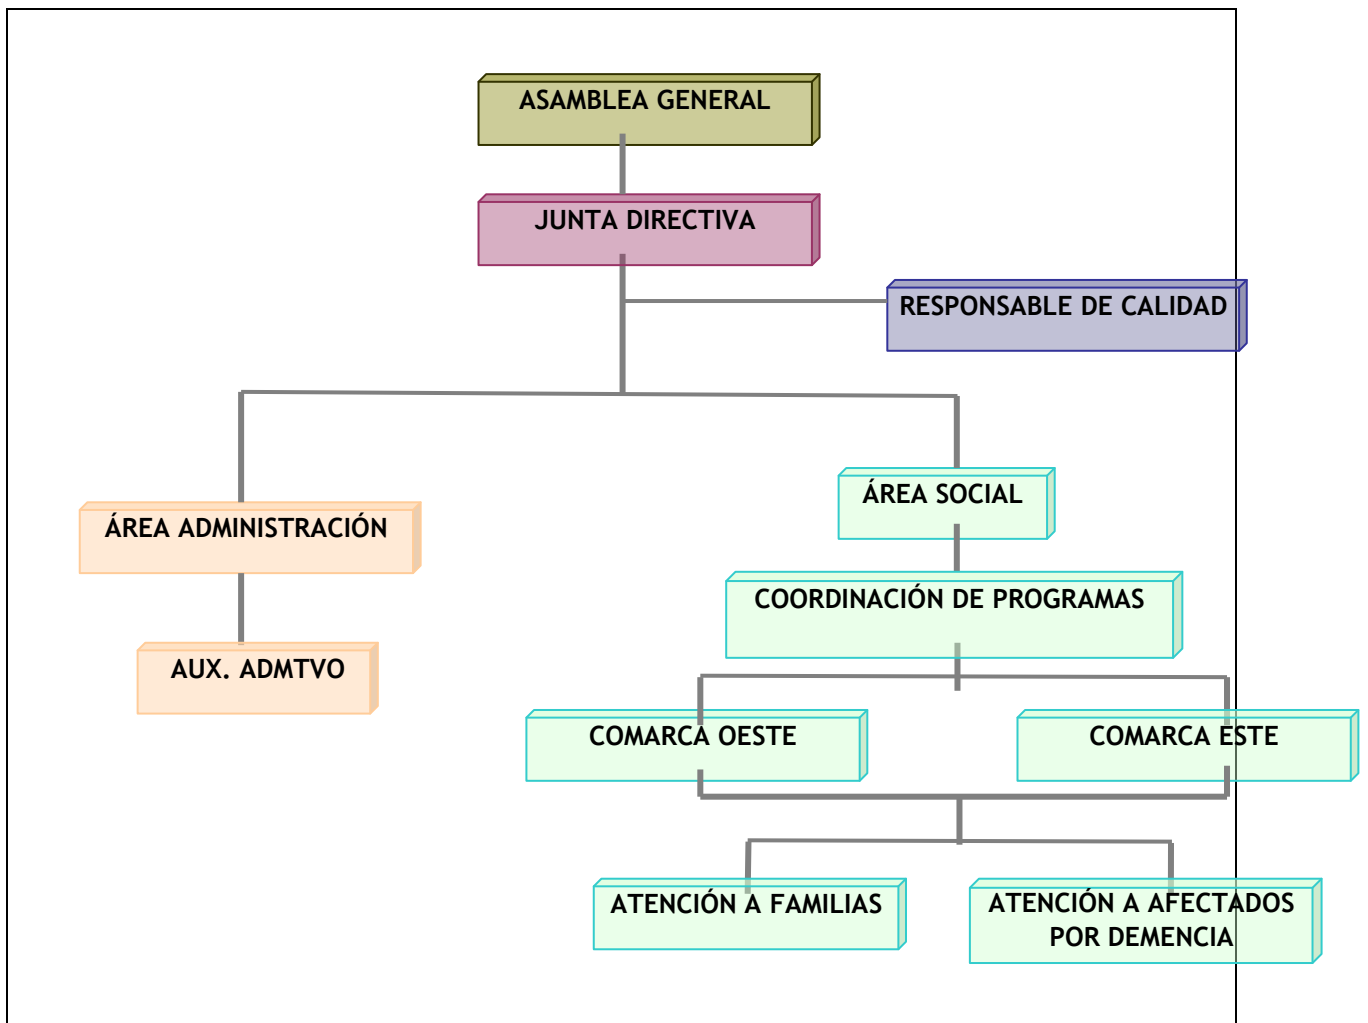 ASAMBLEA GENERAL
JUNTA DIRECTIVA
RESPONSABLE DE CALIDAD
ÁREA SOCIAL
ÁREA ADMINISTRACIÓN
COORDINACIÓN DE PROGRAMAS
AUX. ADMTVO
COMARCA OESTE
COMARCA ESTE
ATENCIÓN A FAMILIAS
ATENCIÓN A AFECTADOS
POR DEMENCIA